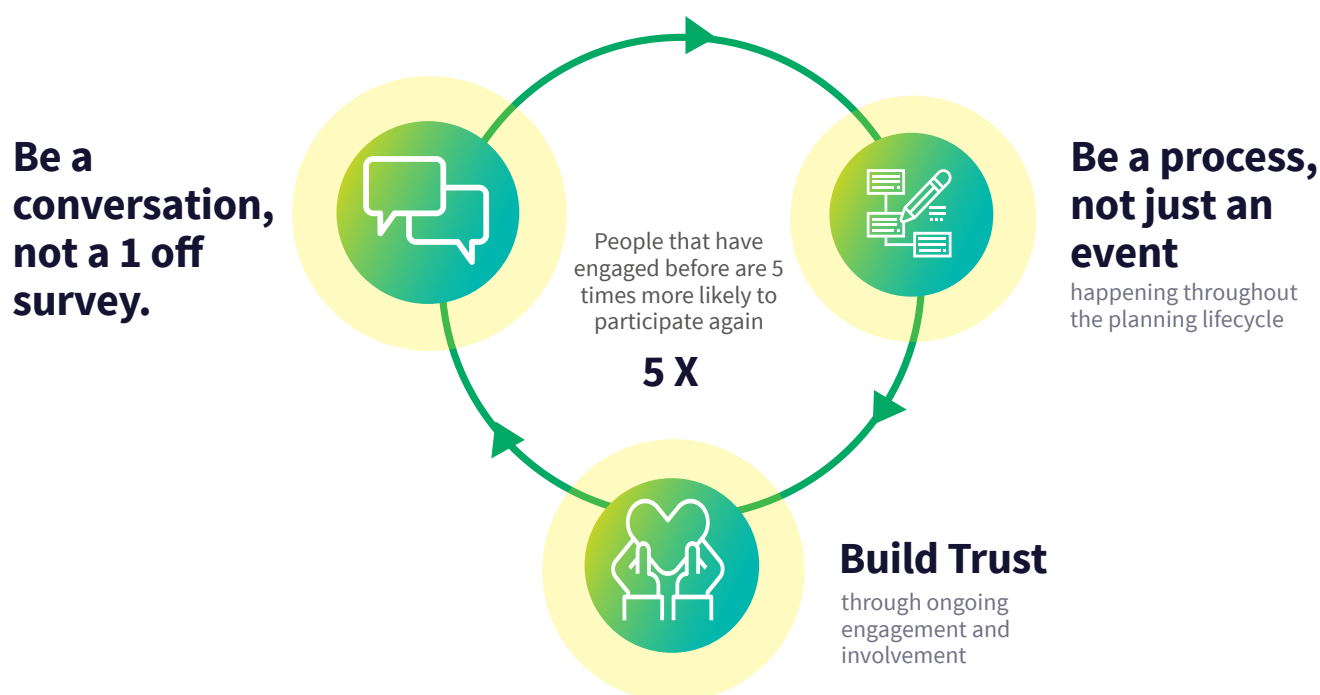 Be a
conversation,
not a 1 off
survey.
People that have
engaged before are 5
times more likely to
participate again
5 X
Be a process,
not just an
event
happening throughout
the planning lifecycle
Build Trust
through ongoing
engagement and
involvement